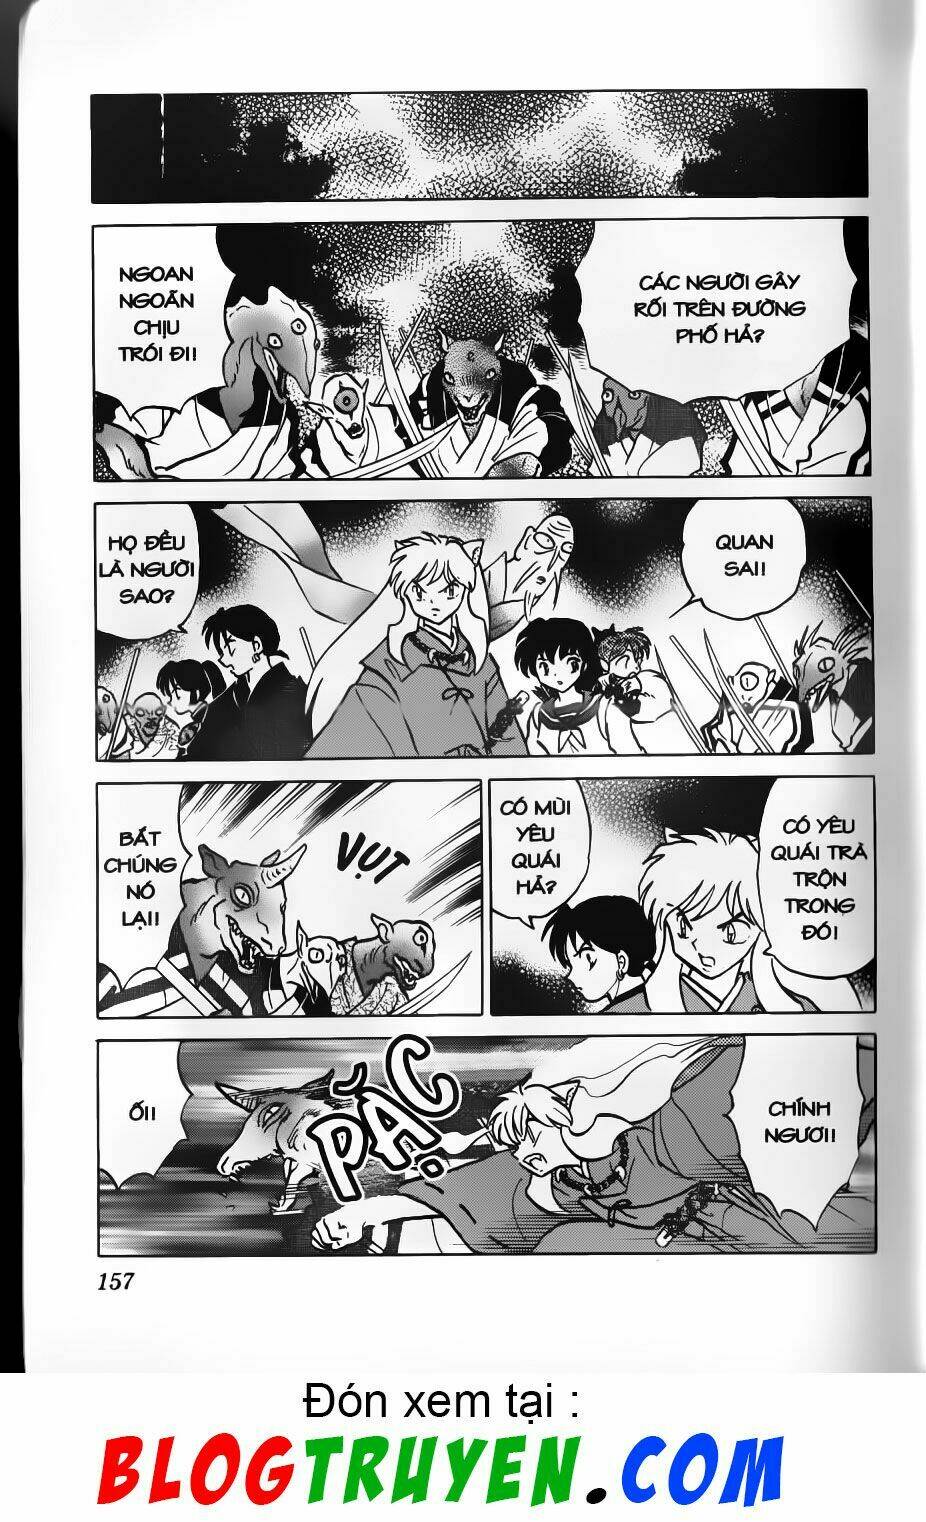 CÁC NGƯỜI GÂY
RỐI TRÊN ĐƯỜNG
PHỐ HẢ?
NGOAN
NGOÃN
CHỊU
TRÓI ĐI!
QUAN
SAI!
HỌ ĐỀU
LÀ NGƯỜI
SAO?
CÓ YÊU
QUÁI TRÀ
TRỘN
TRONG
ĐÓ!
CÓ MÙI
YÊU
QUÁI
HẢ?
BẮT
CHÚNG
NÓ
LẠI!
VỤT
CHÍNH
NGƯƠI!
PẶC
ỐI!
157
Đón xem tại :
BLOGTRUYEN.COM